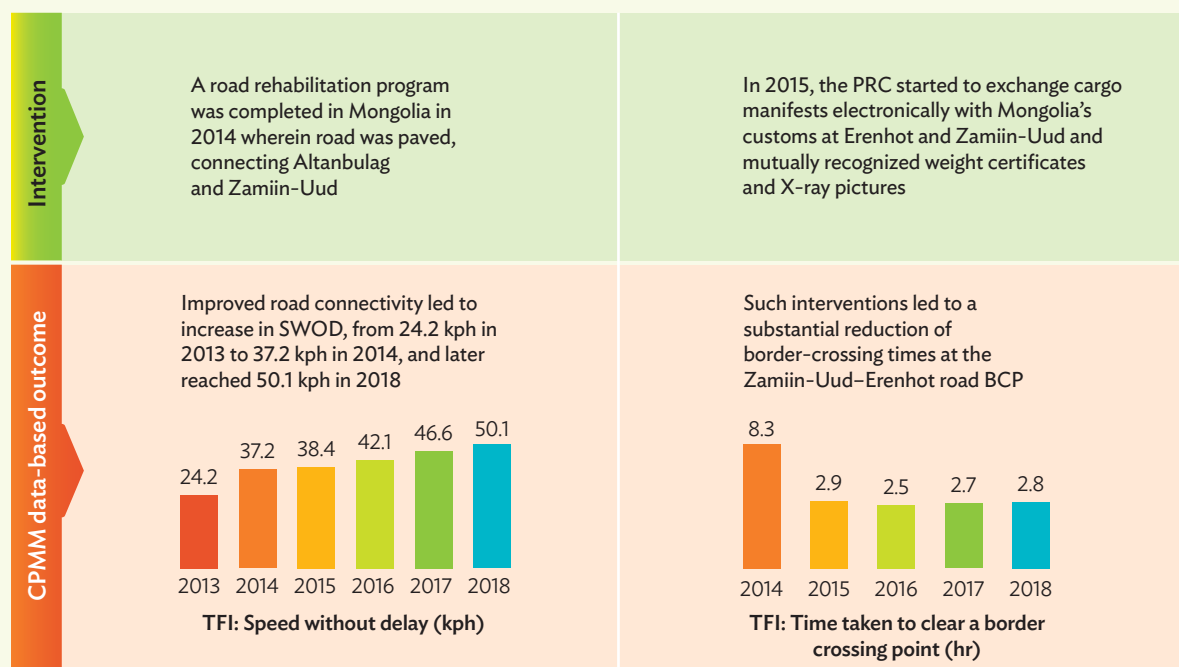 Intervention
A road rehabilitation program
was completed in Mongolia in
2014 wherein road was paved,
connecting Altanbulag
and Zamiin-Uud
In 2015, the PRC started to exchange cargo
manifests electronically with Mongolia's
customs at Erenhot and Zamiin-Uud and
mutually recognized weight certificates
and X-ray pictures
CPMM data-based outcome
Improved road connectivity led to
increase in SWOD, from 24.2 kph in
2013 to 37.2 kph in 2014, and later
reached 50.1 kph in 2018
24.2 37.2 38.4 42.1 46.6 50.1
2013 2014 2015 2016 2017 2018
TFI: Speed without delay (kph)
Such interventions led to a
substantial reduction of
border-crossing times at the
Zamiin-Uud–Erenhot road BCP
8.3 2.9 2.5 2.7 2.8
2014 2015 2016 2017 2018
TFI: Time taken to clear a border
crossing point (hr)